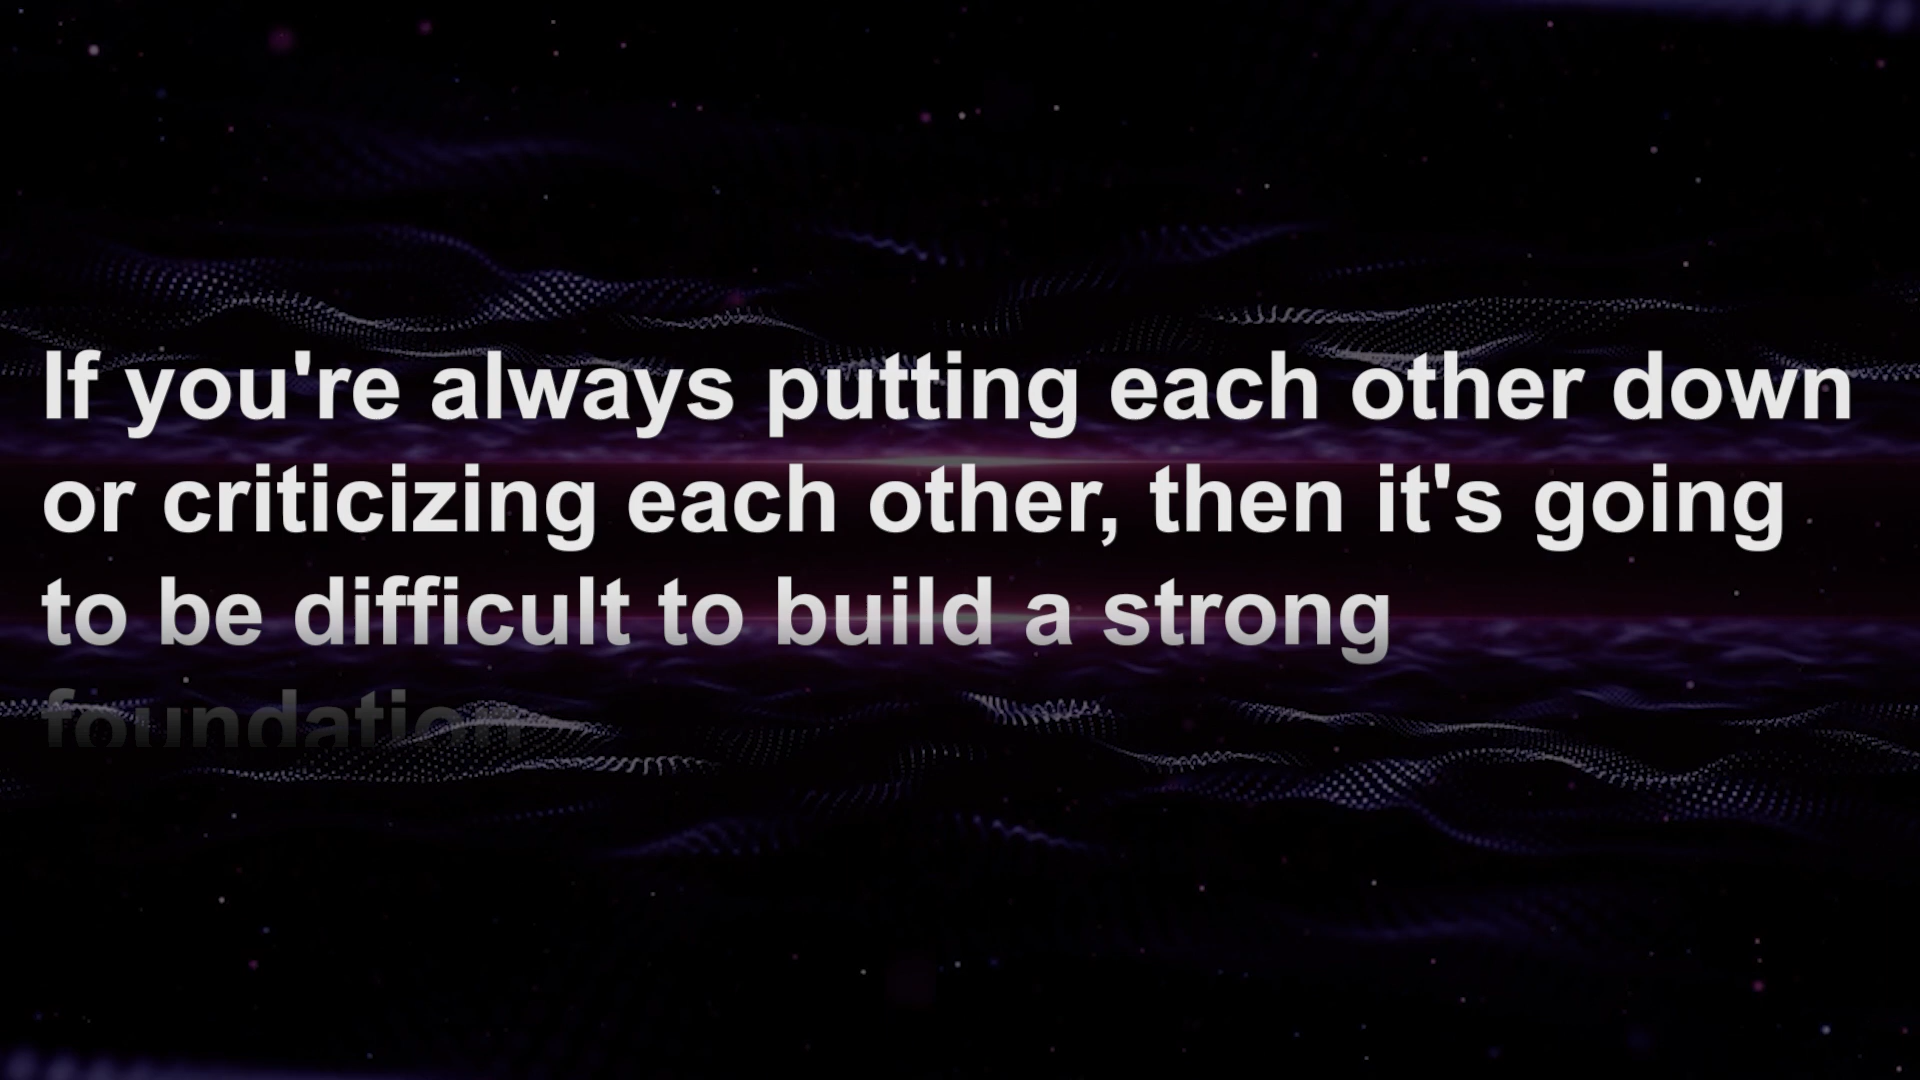 If you're always putting each other down
or criticizing each other, then it's going
to be difficult to build a strong
foundation